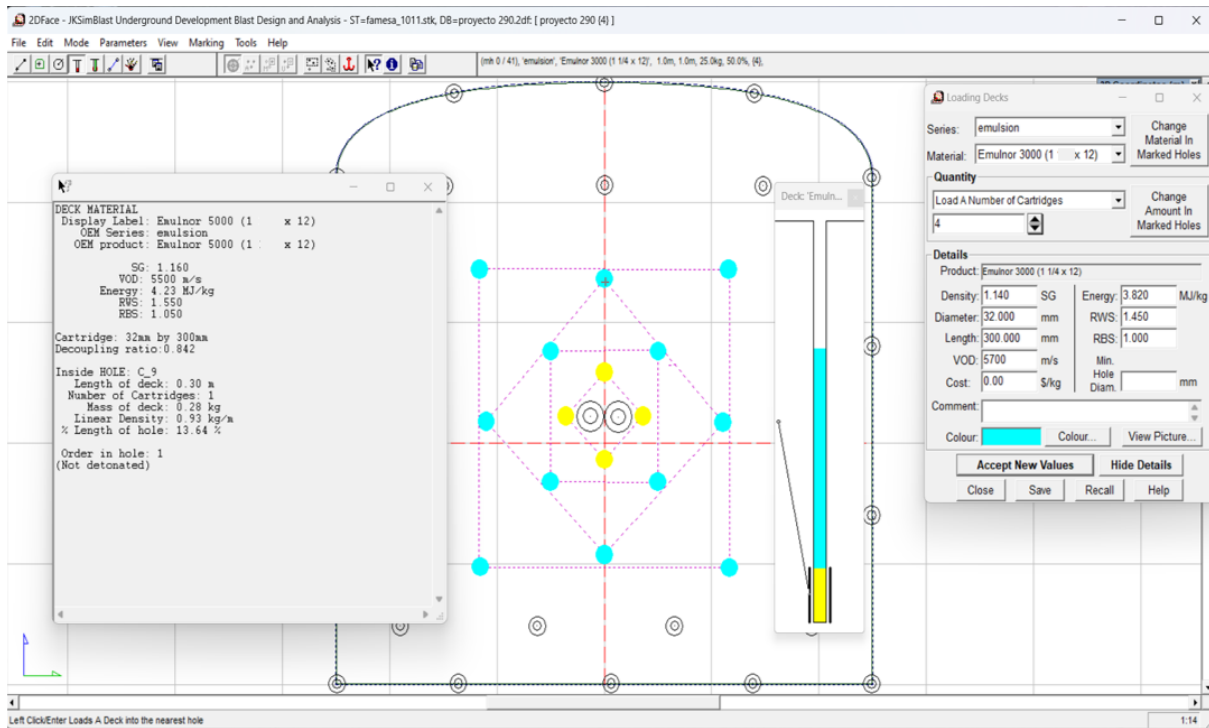 2DFace - JKSimBlast Underground Development Blast Design and Analysis - ST=famesa_1011.stk, DB=proyecto 290.2df: [ proyecto 290 {4} ]
File Edit Mode Parameters View Marking Tools Help
(mh 0 / 41), 'emulsion', 'Emulnor 3000 (1 1/4 x 12)', 1.0m, 1.0m, 25.0kg, 50.0%, {4},
DECK MATERIAL
Display Label: Emulnor 5000 (1 x 12)
OEM Series: emulsion
OEM product: Emulnor 5000 (1 x 12)
SG: 1.160
VOD: 5500 m/s
Energy: 4.23 MJ/kg
RWS: 1.550
RBS: 1.050
Cartridge: 32mm by 300mm
Decoupling ratio:0.842
Inside HOLE: C_9
Length of deck: 0.30 m
Number of Cartridges: 1
Mass of deck: 0.28 kg
Linear Density: 0.93 kg/m
% Length of hole: 13.64 %
Order in hole: 1
(Not detonated)
Deck: 'Emuln...
Loading Decks
Series: emulsion
Material: Emulnor 3000 (1 x 12)
Change Material In Marked Holes
Quantity
Load A Number of Cartridges
4
Change Amount In Marked Holes
Details
Product: Emulnor 3000 (1 1/4 x 12)
Density: 1.140 SG Energy: 3.820 MJ/kg
Diameter: 32.000 mm RWS: 1.450
Length: 300.000 mm RBS: 1.000
VOD: 5700 m/s
Cost: 0.00 $/kg
Min. Hole Diam. mm
Comment:
Colour: Colour... View Picture...
Accept New Values Hide Details
Close Save Recall Help
Left Click/Enter Loads A Deck into the nearest hole
1:14